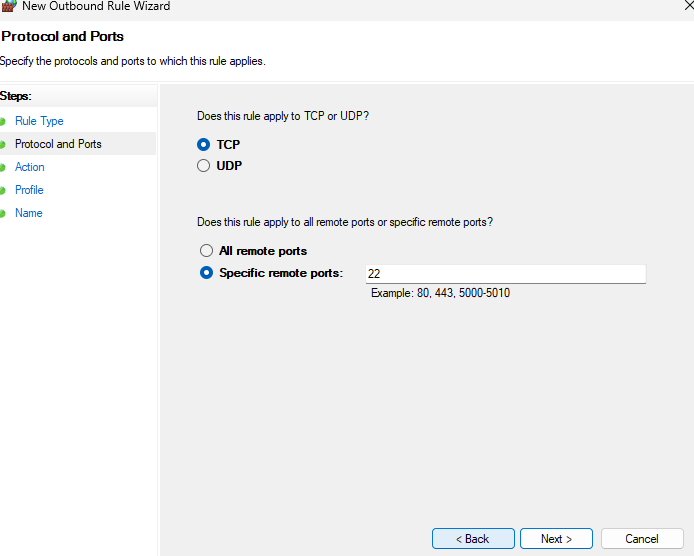 New Outbound Rule Wizard
Protocol and Ports
Specify the protocols and ports to which this rule applies.
Steps:
Rule Type
Protocol and Ports
Action
Profile
Name
Does this rule apply to TCP or UDP?
TCP
UDP
Does this rule apply to all remote ports or specific remote ports?
All remote ports
Specific remote ports: 22
Example: 80, 443, 5000-5010
< Back Next > Cancel